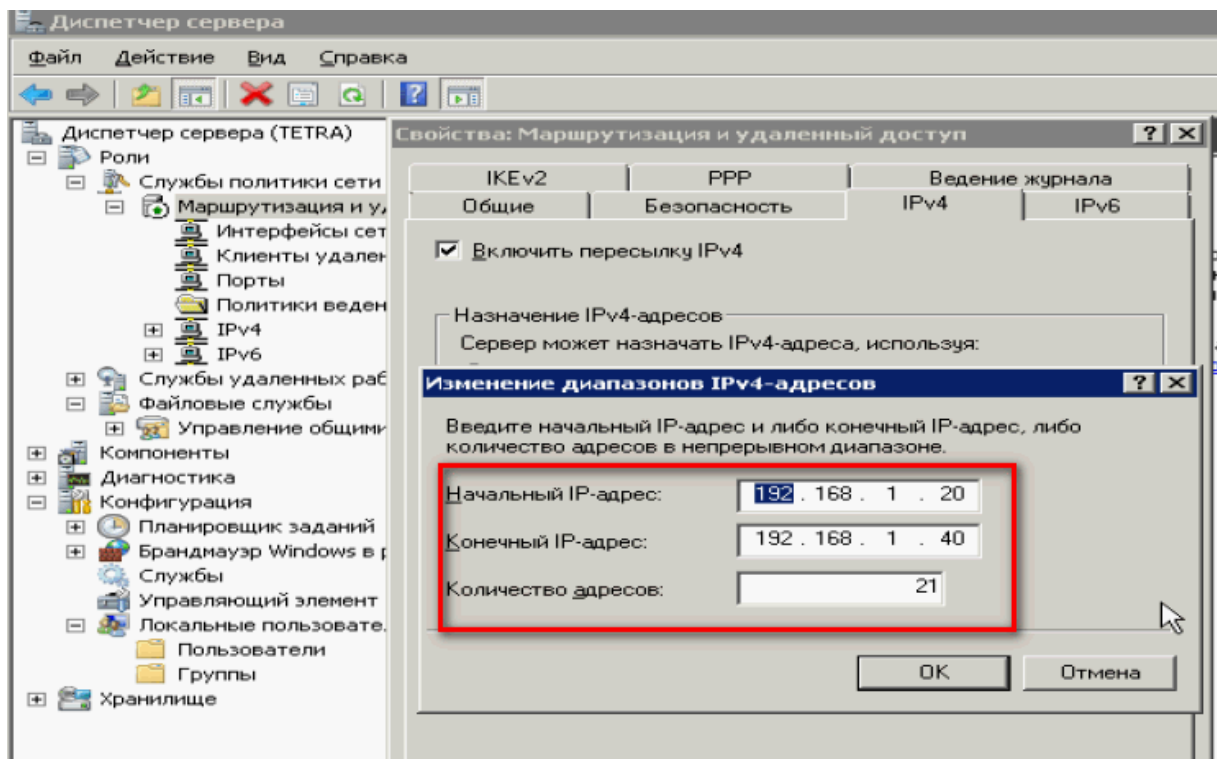 Диспетчер сервера
Файл Действие Вид Справка
Диспетчер сервера (TETRA)
Роли
Службы политики сети
Маршрутизация и у
Интерфейсы сет
Клиенты удален
Порты
Политики веден
IPv4
IPv6
Службы удаленных раб
Файловые службы
Управление общими
Компоненты
Диагностика
Конфигурация
Планировщик заданий
Брандмауэр Windows в р
Службы
Управляющий элемент
Локальные пользовате
Пользователи
Группы
Хранилище
Свойства: Маршрутизация и удаленный доступ
IKEv2 PPP Ведение журнала
Общие Безопасность IPv4 IPv6
Включить пересылку IPv4
Назначение IPv4-адресов
Сервер может назначать IPv4-адреса, используя:
Изменение диапазонов IPv4-адресов
Введите начальный IP-адрес и либо конечный IP-адрес, либо
количество адресов в непрерывном диапазоне.
Начальный IP-адрес: 192 . 168 . 1 . 20
Конечный IP-адрес: 192 . 168 . 1 . 40
Количество адресов: 21
ОК Отмена